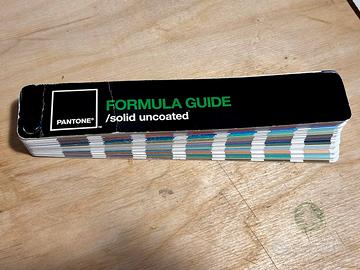 FORMULA GUIDE
/solid uncoated
PANTONE®